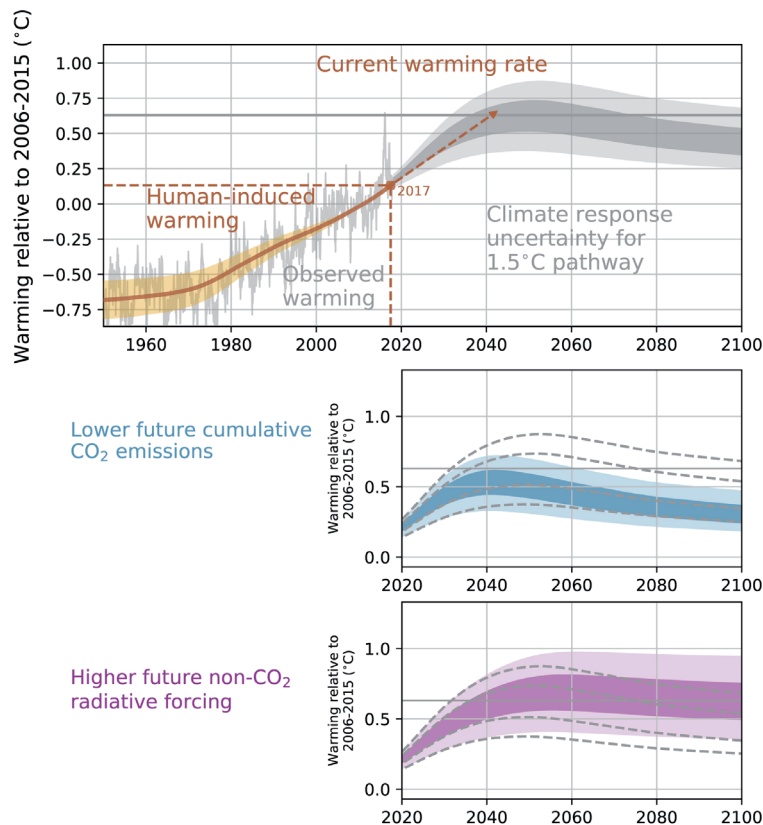 Warming relative to 2006-2015 (°C)
1.00
0.75
0.50
0.25
0.00
−0.25
−0.50
−0.75
Current warming rate
Human-induced
warming
2017
Climate response
uncertainty for
1.5°C pathway
Observed
warming
1960 1980 2000 2020 2040 2060 2080 2100
Lower future cumulative
CO₂ emissions
Warming relative to
2006-2015 (°C)
1.0
0.5
0.0
2020 2040 2060 2080 2100
Higher future non-CO₂
radiative forcing
Warming relative to
2006-2015 (°C)
1.0
0.5
0.0
2020 2040 2060 2080 2100